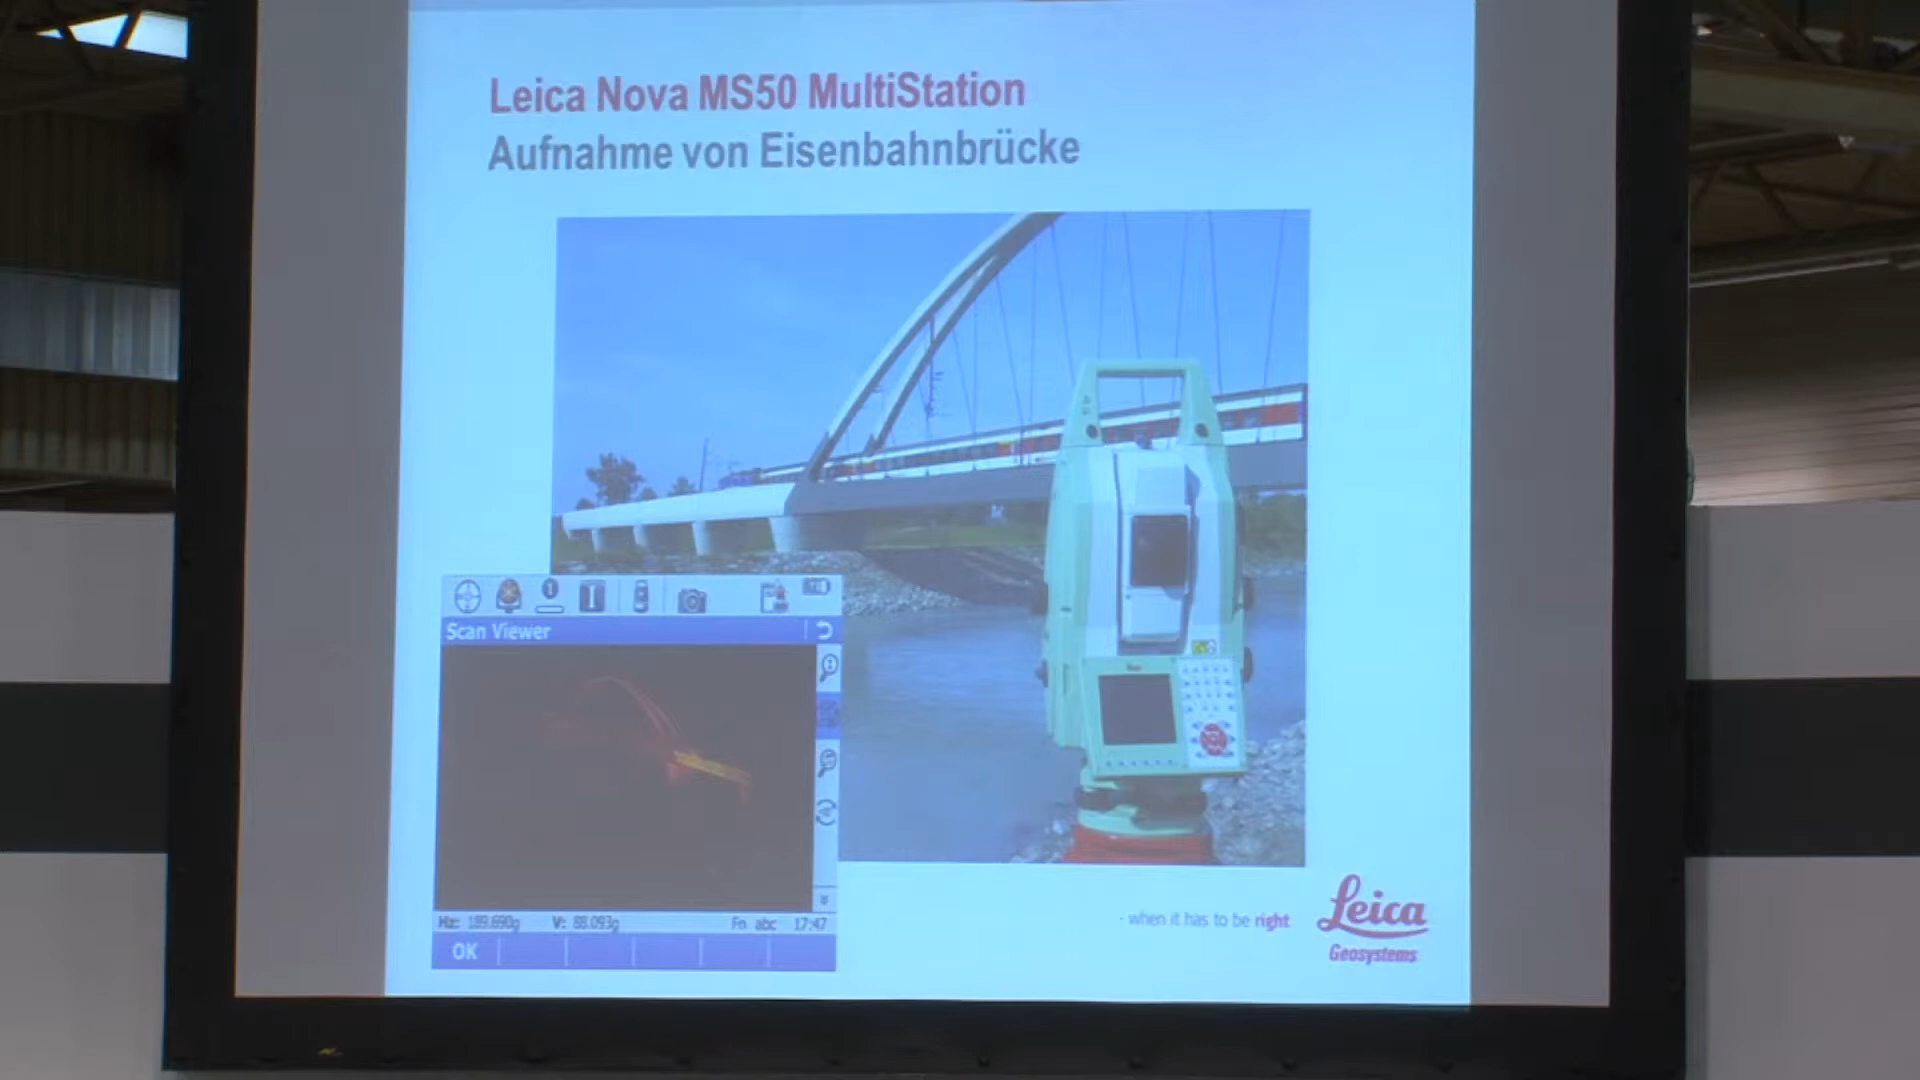 Leica Nova MS50 MultiStation
Aufnahme von Eisenbahnbrücke
Scan Viewer
Hz: 189.690g V: 88.093g Fn abc 17:47
OK
- when it has to be right
Leica
Geosystems